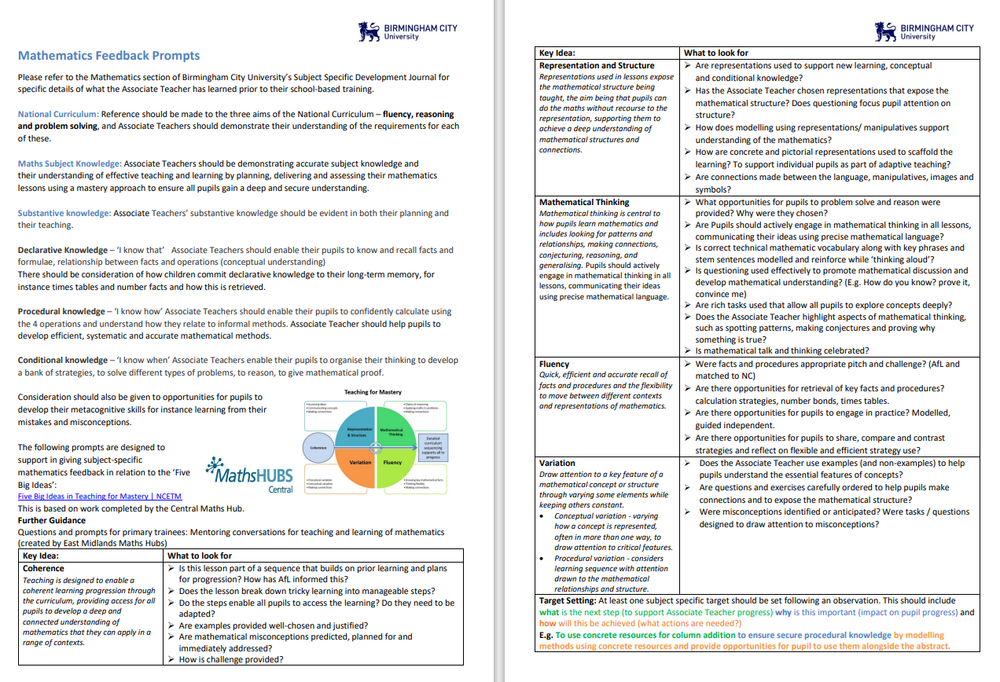 BIRMINGHAM CITY
University
Mathematics Feedback Prompts
Please refer to the Mathematics section of Birmingham City University's Subject Specific Development Journal for
specific details of what the Associate Teacher has learned prior to their school-based training.
National Curriculum: Reference should be made to the three aims of the National Curriculum – fluency, reasoning
and problem solving, and Associate Teachers should demonstrate their understanding of the requirements for each
of these.
Maths Subject Knowledge: Associate Teachers should be demonstrating accurate subject knowledge and
their understanding of effective teaching and learning by planning, delivering and assessing their mathematics
lessons using a mastery approach to ensure all pupils gain a deep and secure understanding.
Substantive knowledge: Associate Teachers' substantive knowledge should be evident in both their planning and
their teaching.
Declarative Knowledge – 'I know that' Associate Teachers should enable their pupils to know and recall facts and
formulae, relationship between facts and operations (conceptual understanding)
There should be consideration of how children commit declarative knowledge to their long-term memory, for
instance times tables and number facts and how this is retrieved.
Procedural knowledge – 'I know how' Associate Teachers should enable their pupils to confidently calculate using
the 4 operations and understand how they relate to informal methods. Associate Teacher should help pupils to
develop efficient, systematic and accurate mathematical methods.
Conditional knowledge – 'I know when' Associate Teachers enable their pupils to organise their thinking to develop
a bank of strategies, to solve different types of problems, to reason, to give mathematical proof.
Consideration should also be given to opportunities for pupils to
develop their metacognitive skills for instance learning from their
mistakes and misconceptions.
The following prompts are designed to
support in giving subject-specific
mathematics feedback in relation to the 'Five
Big Ideas':
Five Big Ideas in Teaching for Mastery | NCETM
This is based on work completed by the Central Maths Hub.
MathsHUBS
Central
Teaching for Mastery
• Accessing ideas
• Communicating concepts
• Making connections
• Chains of reasoning
• Applying maths to problems
• Making connections
Representation
& Structure
Mathematical
Thinking
Coherence
Detailed
curriculum
sequencing
supports all to
progress
Variation
Fluency
• Procedural variation
• Conceptual variation
• Making connections
• Knowing key mathematical facts
• Thinking flexibly
• Making connections
Further Guidance
Questions and prompts for primary trainees: Mentoring conversations for teaching and learning of mathematics
(created by East Midlands Maths Hubs)
Key Idea:
What to look for
Coherence
Teaching is designed to enable a
coherent learning progression through
the curriculum, providing access for all
pupils to develop a deep and
connected understanding of
mathematics that they can apply in a
range of contexts.
➢ Is this lesson part of a sequence that builds on prior learning and plans
for progression? How has AfL informed this?
➢ Does the lesson break down tricky learning into manageable steps?
➢ Do the steps enable all pupils to access the learning? Do they need to be
adapted?
➢ Are examples provided well-chosen and justified?
➢ Are mathematical misconceptions predicted, planned for and
immediately addressed?
➢ How is challenge provided?
BIRMINGHAM CITY
University
Key Idea:
What to look for
Representation and Structure
Representations used in lessons expose
the mathematical structure being
taught, the aim being that pupils can
do the maths without recourse to the
representation, supporting them to
achieve a deep understanding of
mathematical structures and
connections.
➢ Are representations used to support new learning, conceptual
and conditional knowledge?
➢ Has the Associate Teacher chosen representations that expose the
mathematical structure? Does questioning focus pupil attention on
structure?
➢ How does modelling using representations/ manipulatives support
understanding of the mathematics?
➢ How are concrete and pictorial representations used to scaffold the
learning? To support individual pupils as part of adaptive teaching?
➢ Are connections made between the language, manipulatives, images and
symbols?
Mathematical Thinking
Mathematical thinking is central to
how pupils learn mathematics and
includes looking for patterns and
relationships, making connections,
conjecturing, reasoning, and
generalising. Pupils should actively
engage in mathematical thinking in all
lessons, communicating their ideas
using precise mathematical language.
➢ What opportunities for pupils to problem solve and reason were
provided? Why were they chosen?
➢ Are Pupils should actively engage in mathematical thinking in all lessons,
communicating their ideas using precise mathematical language?
➢ Is correct technical mathematic vocabulary along with key phrases and
stem sentences modelled and reinforce while 'thinking aloud'?
➢ Is questioning used effectively to promote mathematical discussion and
develop mathematical understanding? (E.g. How do you know? prove it,
convince me)
➢ Are rich tasks used that allow all pupils to explore concepts deeply?
➢ Does the Associate Teacher highlight aspects of mathematical thinking,
such as spotting patterns, making conjectures and proving why
something is true?
➢ Is mathematical talk and thinking celebrated?
Fluency
Quick, efficient and accurate recall of
facts and procedures and the flexibility
to move between different contexts
and representations of mathematics.
➢ Were facts and procedures appropriate pitch and challenge? (AfL and
matched to NC)
➢ Are there opportunities for retrieval of key facts and procedures?
calculation strategies, number bonds, times tables.
➢ Are there opportunities for pupils to engage in practice? Modelled,
guided independent.
➢ Are there opportunities for pupils to share, compare and contrast
strategies and reflect on flexible and efficient strategy use?
Variation
Draw attention to a key feature of a
mathematical concept or structure
through varying some elements while
keeping others constant.
• Conceptual variation - varying
how a concept is represented,
often in more than one way, to
draw attention to critical features.
• Procedural variation - considers
learning sequence with attention
drawn to the mathematical
relationships and structure.
➢ Does the Associate Teacher use examples (and non-examples) to help
pupils understand the essential features of concepts?
➢ Are questions and exercises carefully ordered to help pupils make
connections and to expose the mathematical structure?
➢ Were misconceptions identified or anticipated? Were tasks / questions
designed to draw attention to misconceptions?
Target Setting: At least one subject specific target should be set following an observation. This should include
what is the next step (to support Associate Teacher progress) why is this important (impact on pupil progress) and
how will this be achieved (what actions are needed?)
E.g. To use concrete resources for column addition to ensure secure procedural knowledge by modelling
methods using concrete resources and provide opportunities for pupil to use them alongside the abstract.